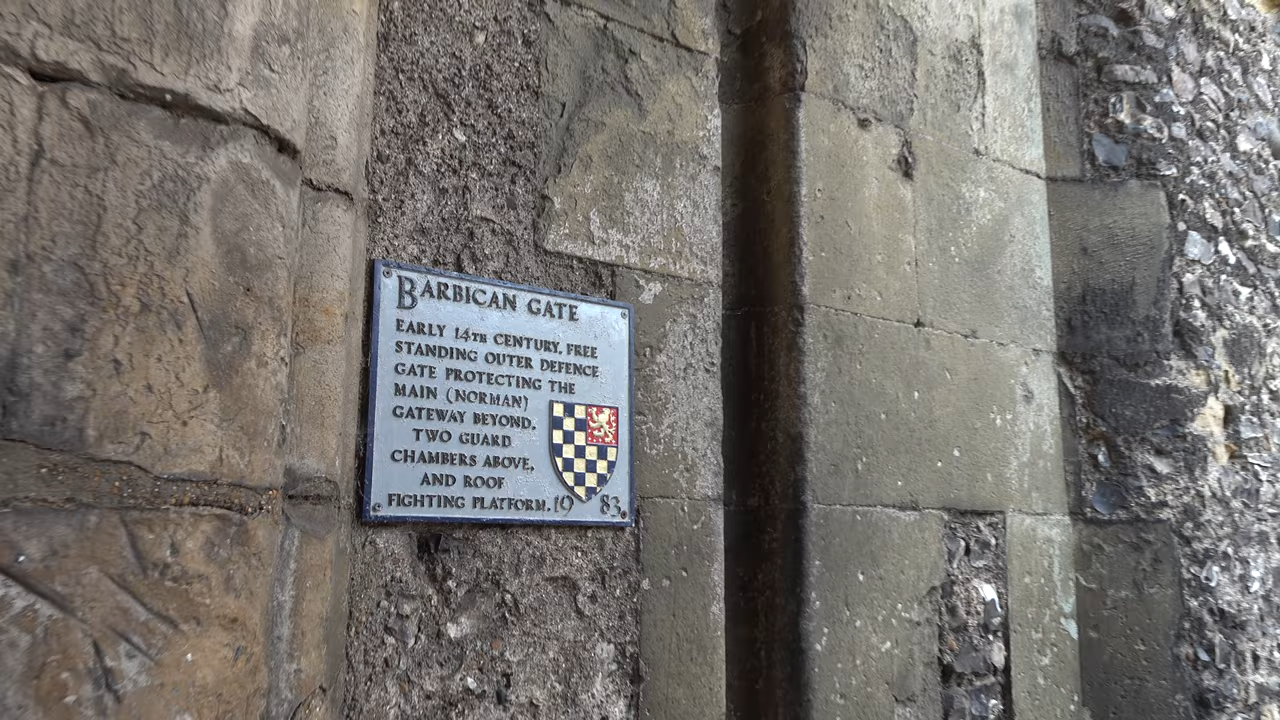 BARBICAN GATE
EARLY 14TH CENTURY, FREE
STANDING OUTER DEFENCE
GATE PROTECTING THE
MAIN (NORMAN)
GATEWAY BEYOND.
TWO GUARD
CHAMBERS ABOVE,
AND ROOF
FIGHTING PLATFORM. 1983.